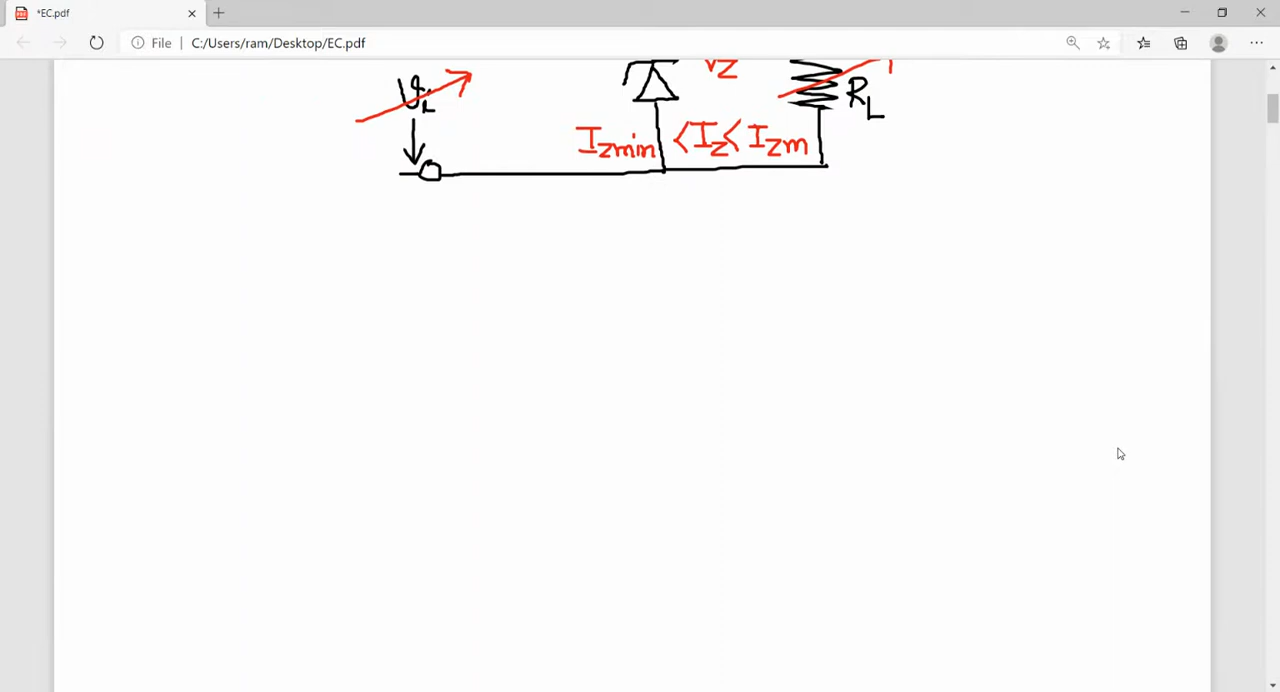 *EC.pdf
File | C:/Users/ram/Desktop/EC.pdf
VZ
RL
Izmin <Iz< Izm